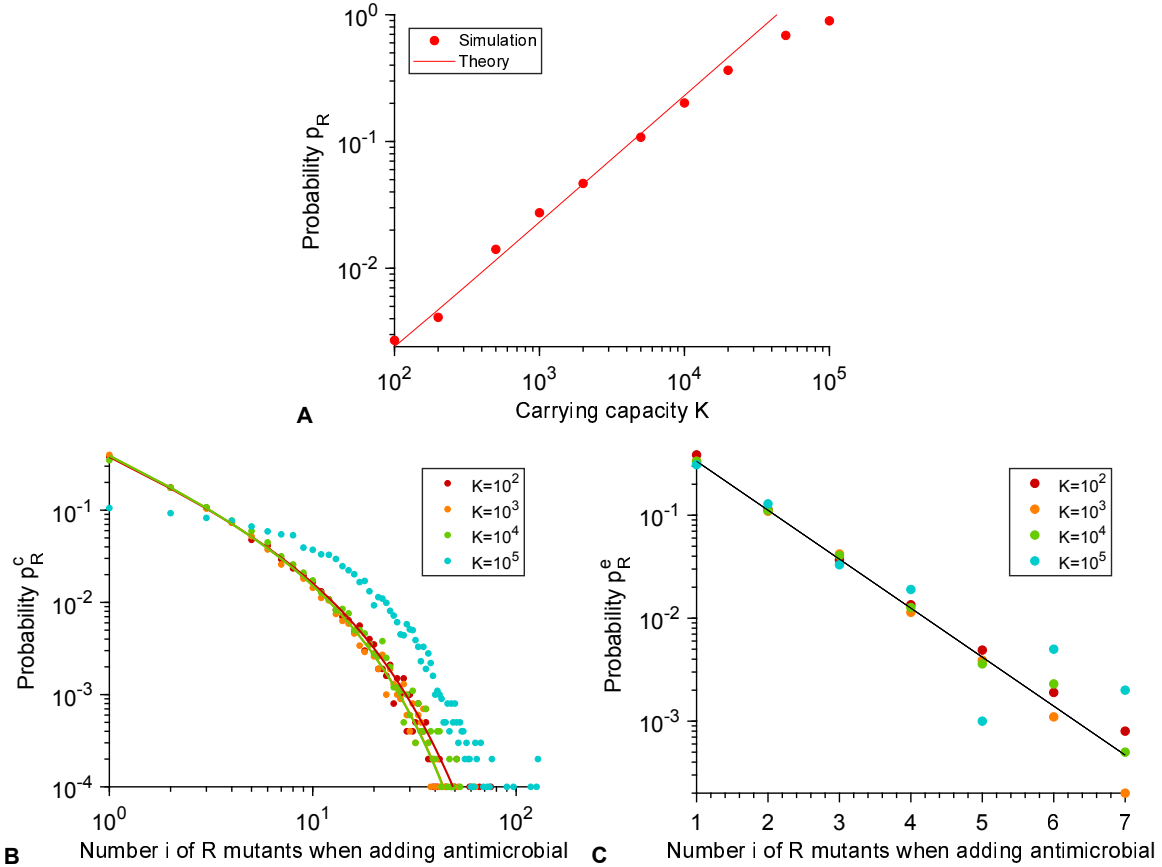 10^0
10^-1
10^-2
Probability p_R
Simulation
Theory
10^2 10^3 10^4 10^5
Carrying capacity K
A
10^-1
10^-2
10^-3
10^-4
Probability p_R^c
K=10^2
K=10^3
K=10^4
K=10^5
10^0 10^1 10^2
Number i of R mutants when adding antimicrobial
B
10^-1
10^-2
10^-3
Probability p_R^e
K=10^2
K=10^3
K=10^4
K=10^5
1 2 3 4 5 6 7
Number i of R mutants when adding antimicrobial
C